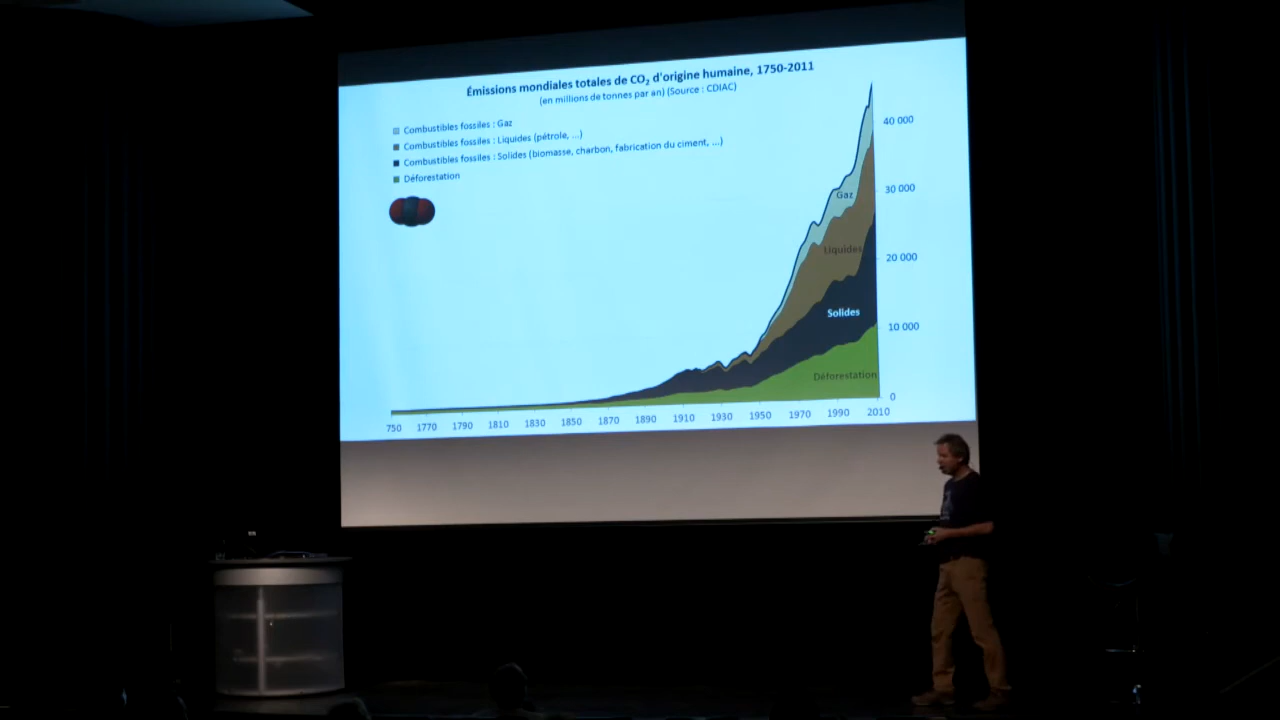 Émissions mondiales totales de CO₂ d'origine humaine, 1750-2011
(en millions de tonnes par an) (Source : CDIAC)
Combustibles fossiles : Gaz
Combustibles fossiles : Liquides (pétrole, ...)
Combustibles fossiles : Solides (biomasse, charbon, fabrication du ciment, ...)
Déforestation
40 000
30 000
20 000
10 000
0
Gaz
Liquides
Solides
Déforestation
750 1770 1790 1810 1830 1850 1870 1890 1910 1930 1950 1970 1990 2010